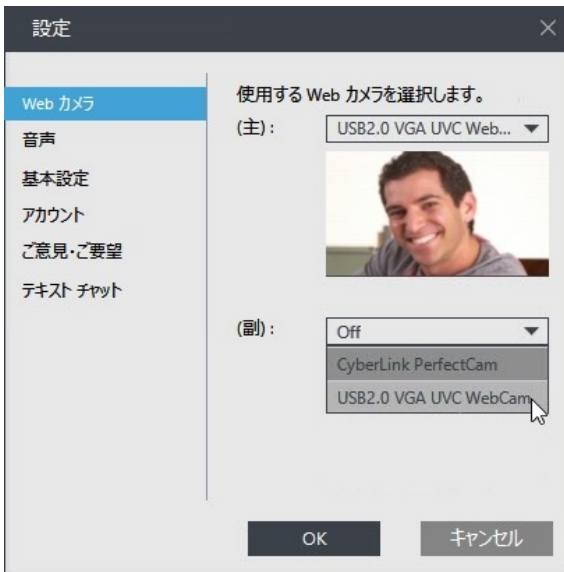 設定
Web カメラ
音声
基本設定
アカウント
ご意見・ご要望
テキスト チャット
使用する Web カメラを選択します。
(主) : USB2.0 VGA UVC Web...
(副) : Off
CyberLink PerfectCam
USB2.0 VGA UVC WebCam
OK キャンセル